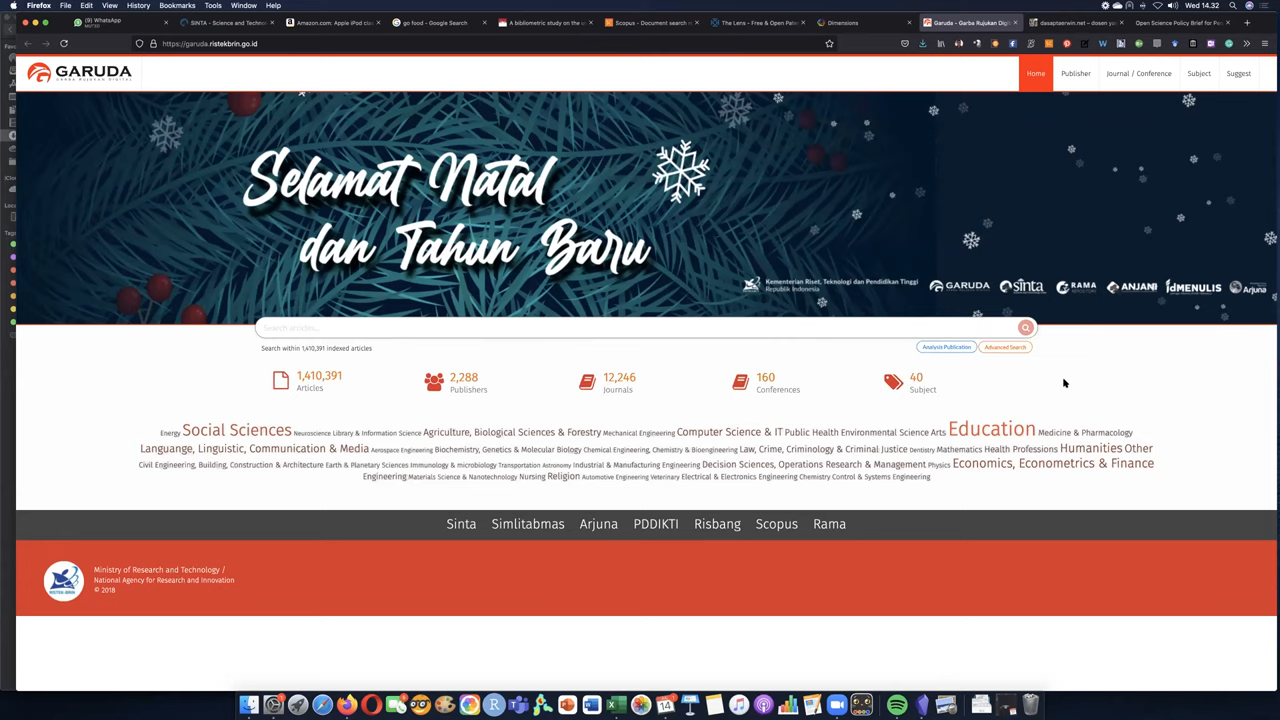 Firefox File Edit View History Bookmarks Tools Window Help Wed 14.32
(9) WhatsApp
MUTED
SINTA - Science and Technolo
Amazon.com: Apple iPod clas
go food - Google Search
A bibliometric study on the u
Scopus - Document search re
The Lens - Free & Open Pate
Dimensions
Garuda - Garba Rujukan Digit
dasaptaerwin.net – dosen yan
Open Science Policy Brief for Pa
https://garuda.ristekbrin.go.id
GARUDA
GARBA RUJUKAN DIGITAL
Home Publisher Journal / Conference Subject Suggest
Selamat Natal
dan Tahun Baru
Kementerian Riset, Teknologi dan Pendidikan Tinggi
Republik Indonesia
GARUDA sinta RAMA ANJANI IDMENULIS Arjuna
Search articles...
Search within 1,410,391 indexed articles
Analysis Publication Advanced Search
1,410,391
Articles
2,288
Publishers
12,246
Journals
160
Conferences
40
Subject
Energy Social Sciences Neuroscience Library & Information Science Agriculture, Biological Sciences & Forestry Mechanical Engineering Computer Science & IT Public Health Environmental Science Arts Education Medicine & Pharmacology
Languange, Linguistic, Communication & Media Aerospace Engineering Biochemistry, Genetics & Molecular Biology Chemical Engineering, Chemistry & Bioengineering Law, Crime, Criminology & Criminal Justice Dentistry Mathematics Health Professions Humanities Other
Civil Engineering, Building, Construction & Architecture Earth & Planetary Sciences Immunology & microbiology Transportation Astronomy Industrial & Manufacturing Engineering Decision Sciences, Operations Research & Management Physics Economics, Econometrics & Finance
Engineering Materials Science & Nanotechnology Nursing Religion Automotive Engineering Veterinary Electrical & Electronics Engineering Chemistry Control & Systems Engineering
Sinta Simlitabmas Arjuna PDDIKTI Risbang Scopus Rama
RISTEK-BRIN
Ministry of Research and Technology /
National Agency for Research and Innovation
© 2018